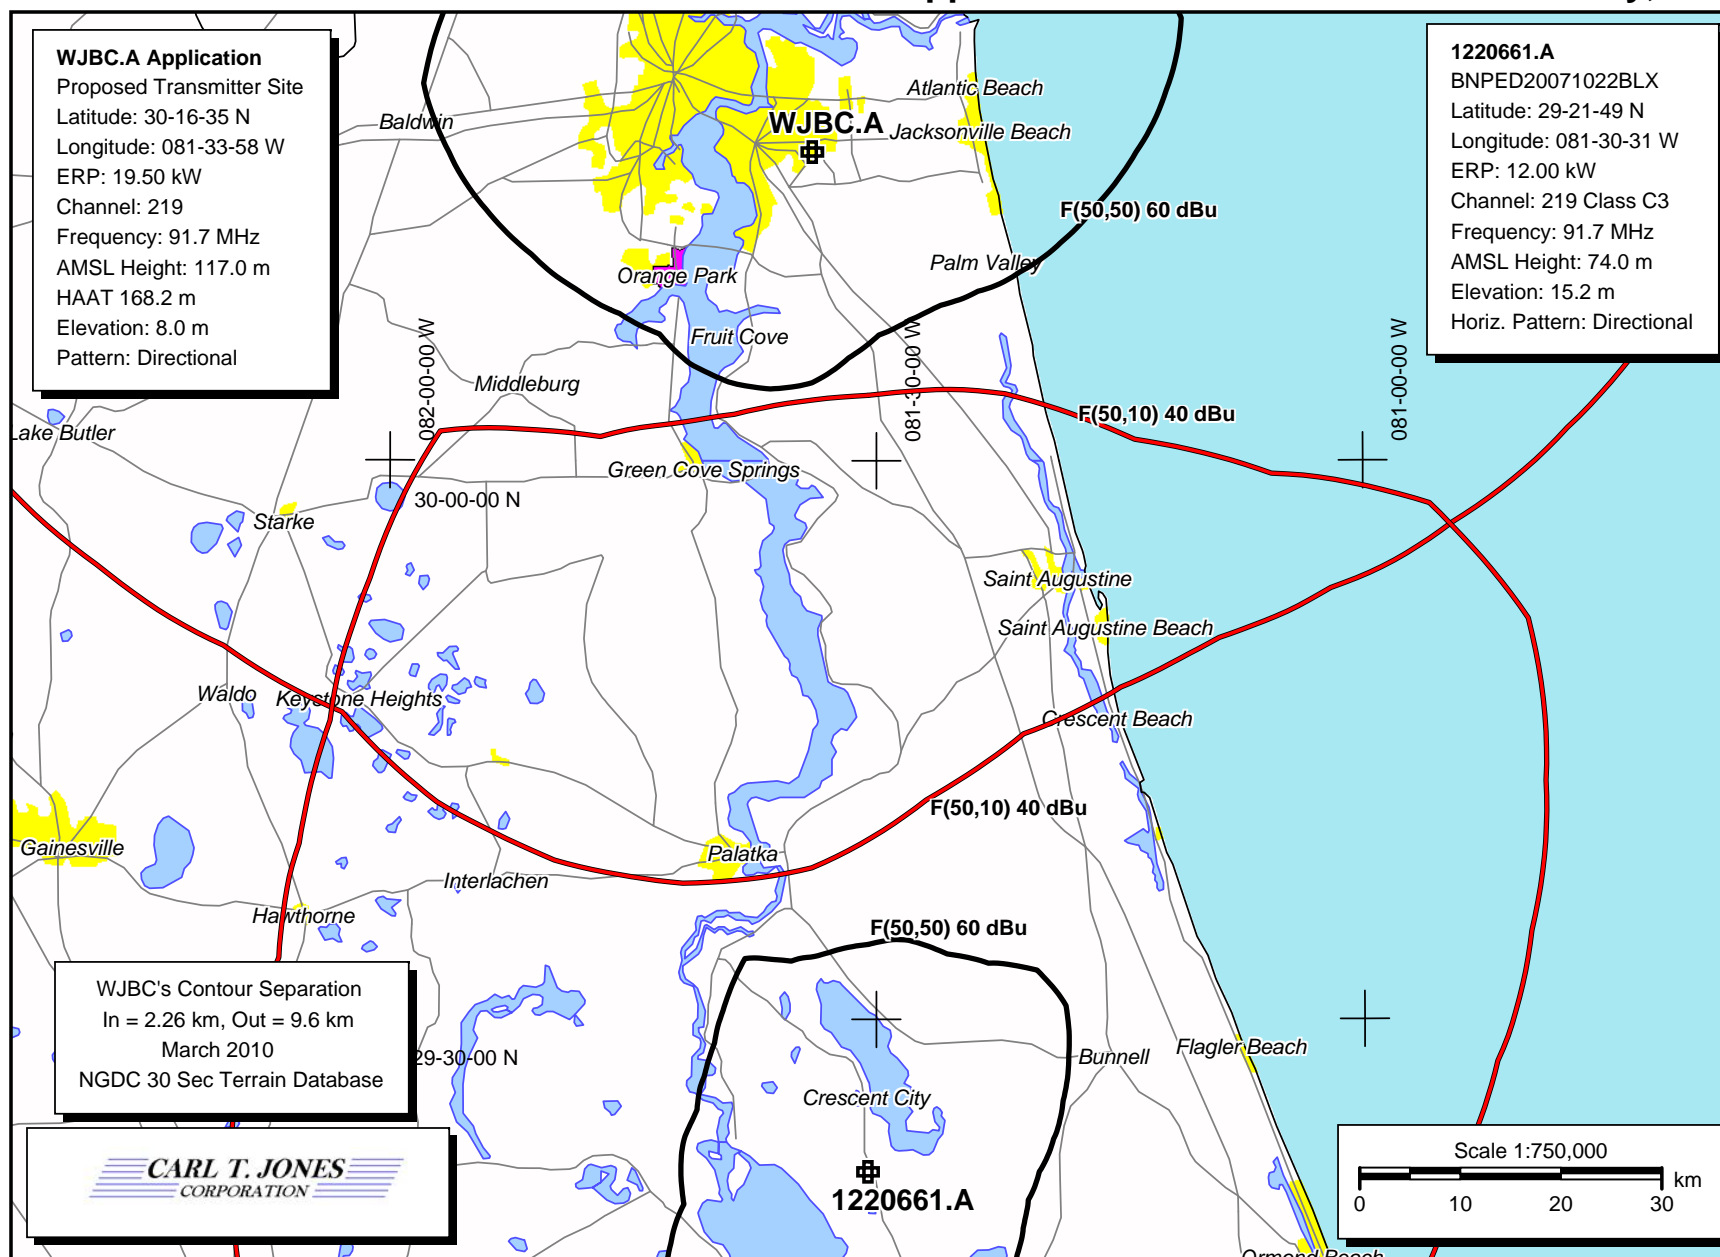 WJBC.A Application
Proposed Transmitter Site
Latitude: 30-16-35 N
Longitude: 081-33-58 W
ERP: 19.50 kW
Channel: 219
Frequency: 91.7 MHz
AMSL Height: 117.0 m
HAAT 168.2 m
Elevation: 8.0 m
Pattern: Directional
1220661.A
BNPED20071022BLX
Latitude: 29-21-49 N
Longitude: 081-30-31 W
ERP: 12.00 kW
Channel: 219 Class C3
Frequency: 91.7 MHz
AMSL Height: 74.0 m
Elevation: 15.2 m
Horiz. Pattern: Directional
Atlantic Beach
Baldwin
WJBC.A
Jacksonville Beach
F(50,50) 60 dBu
Palm Valley
Orange Park
Fruit Cove
082-00-00 W
081-30-00 W
081-00-00 W
Middleburg
F(50,10) 40 dBu
Lake Butler
Green Cove Springs
30-00-00 N
Starke
Saint Augustine
Saint Augustine Beach
Waldo
Keystone Heights
Crescent Beach
F(50,10) 40 dBu
Gainesville
Palatka
Interlachen
Hawthorne
F(50,50) 60 dBu
WJBC's Contour Separation
In = 2.26 km, Out = 9.6 km
March 2010
NGDC 30 Sec Terrain Database
29-30-00 N
Bunnell
Flagler Beach
Crescent City
1220661.A
CARL T. JONES
CORPORATION
Scale 1:750,000
km
0 10 20 30
Ormond Beach